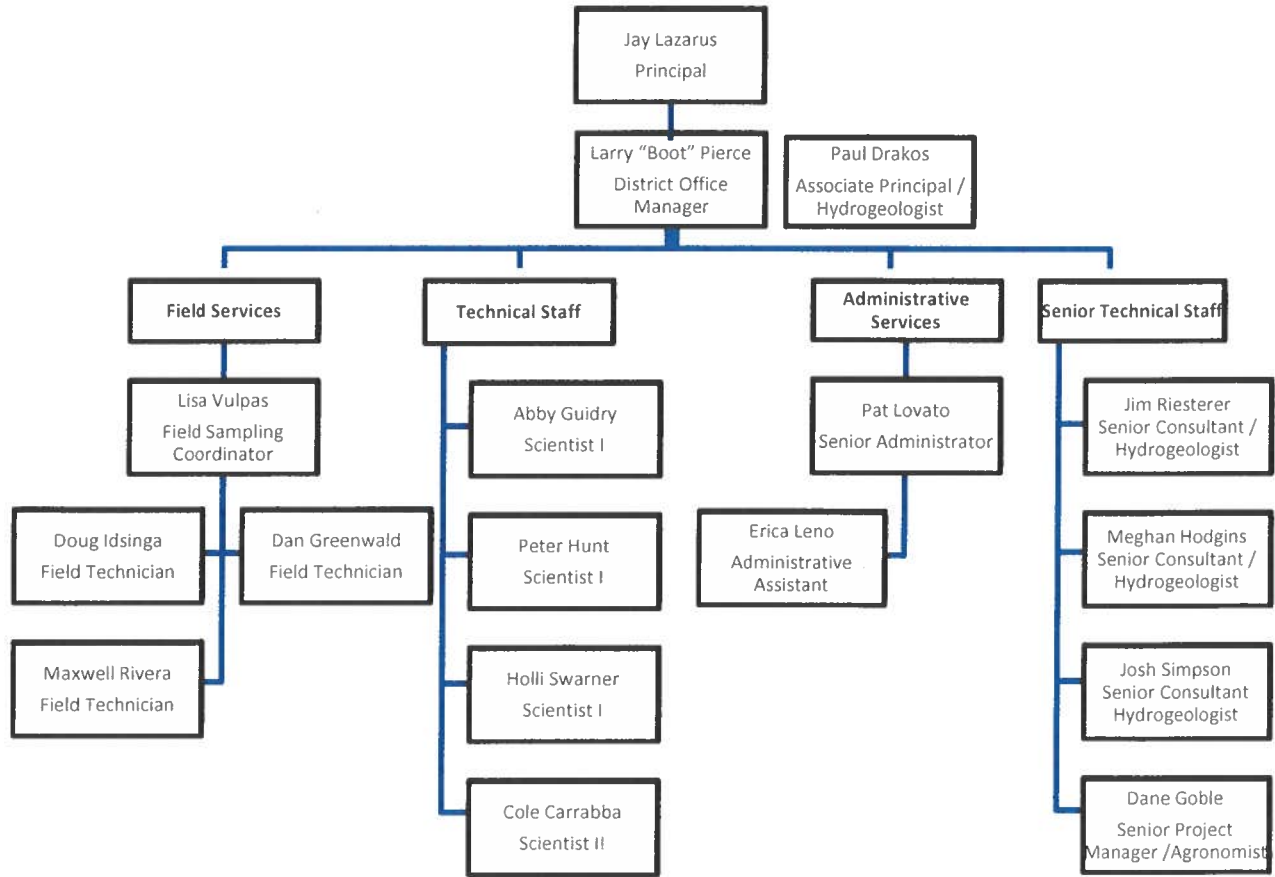 Jay Lazarus
Principal
Larry “Boot” Pierce
District Office
Manager
Paul Drakos
Associate Principal /
Hydrogeologist
Field Services
Technical Staff
Administrative
Services
Senior Technical Staff
Lisa Vulpas
Field Sampling
Coordinator
Doug Idsinga
Field Technician
Dan Greenwald
Field Technician
Maxwell Rivera
Field Technician
Abby Guidry
Scientist I
Peter Hunt
Scientist I
Holli Swarner
Scientist I
Cole Carrabba
Scientist II
Pat Lovato
Senior Administrator
Erica Leno
Administrative
Assistant
Jim Riesterer
Senior Consultant /
Hydrogeologist
Meghan Hodgins
Senior Consultant /
Hydrogeologist
Josh Simpson
Senior Consultant
Hydrogeologist
Dane Goble
Senior Project
Manager /Agronomist